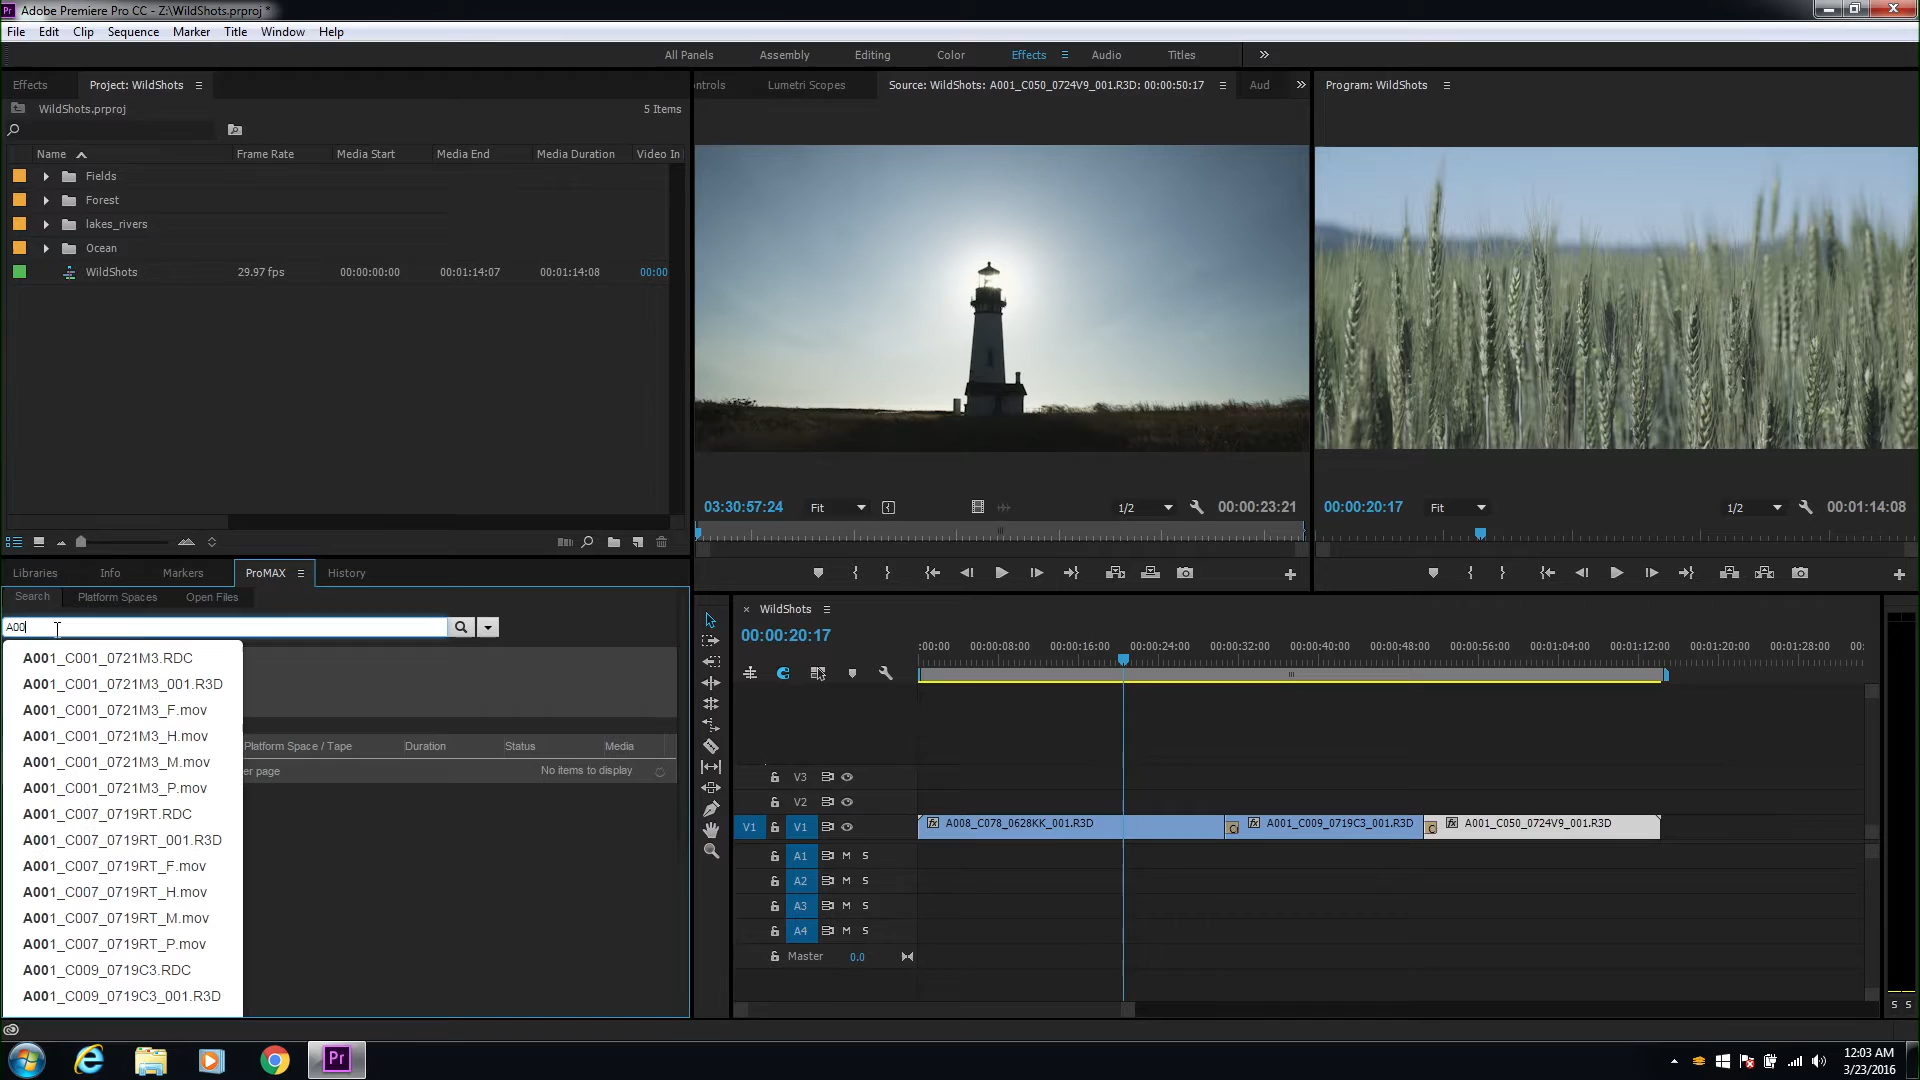 Adobe Premiere Pro CC - Z:\WildShots.prproj *
File Edit Clip Sequence Marker Title Window Help
All Panels Assembly Editing Color Effects Audio Titles
Effects Project: WildShots
WildShots.prproj 5 Items
Name Frame Rate Media Start Media End Media Duration Video In
Fields
Forest
lakes_rivers
Ocean
WildShots 29.97 fps 00:00:00:00 00:01:14:07 00:01:14:08 00:00
ontrols Lumetri Scopes Source: WildShots: A001_C050_0724V9_001.R3D: 00:00:50:17 Aud
Program: WildShots
03:30:57:24 Fit 1/2 00:00:23:21
00:00:20:17 Fit 1/2 00:01:14:08
Libraries Info Markers ProMAX History
Search Platform Spaces Open Files
A00
A001_C001_0721M3.RDC
A001_C001_0721M3_001.R3D
A001_C001_0721M3_F.mov
A001_C001_0721M3_H.mov
A001_C001_0721M3_M.mov
A001_C001_0721M3_P.mov
A001_C007_0719RT.RDC
A001_C007_0719RT_001.R3D
A001_C007_0719RT_F.mov
A001_C007_0719RT_H.mov
A001_C007_0719RT_M.mov
A001_C007_0719RT_P.mov
A001_C009_0719C3.RDC
A001_C009_0719C3_001.R3D
Platform Space / Tape Duration Status Media
er page No items to display
WildShots
00:00:20:17
:00:00 00:00:08:00 00:00:16:00 00:00:24:00 00:00:32:00 00:00:40:00 00:00:48:00 00:00:56:00 00:01:04:00 00:01:12:00 00:01:20:00 00:01:28:00 00:
V3
V2
V1 V1 A008_C078_0628KK_001.R3D A001_C009_0719C3_001.R3D A001_C050_0724V9_001.R3D
A1 M S
A2 M S
A3 M S
A4 M S
Master 0.0
S S
12:03 AM
3/23/2016